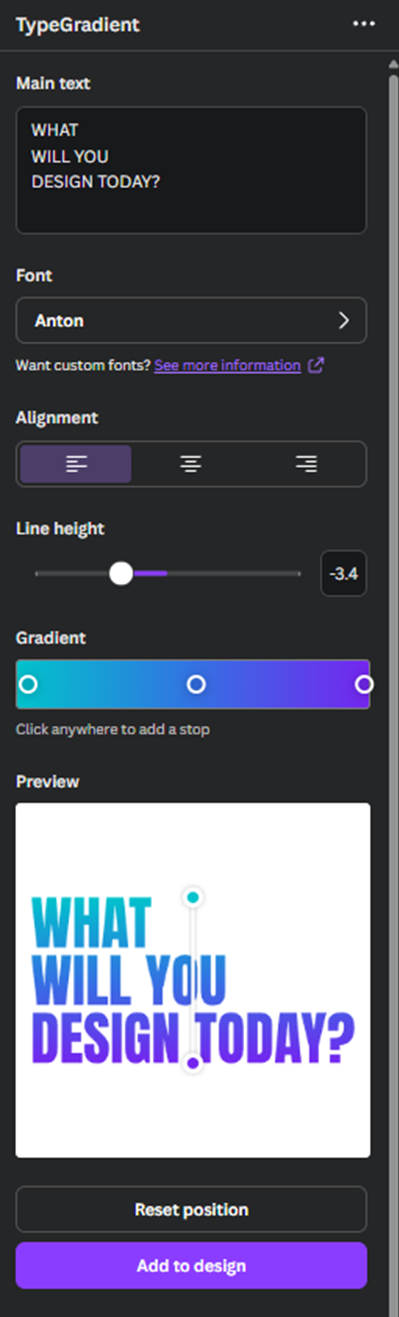 TypeGradient
Main text
WHAT
WILL YOU
DESIGN TODAY?
Font
Anton
Want custom fonts? See more information
Alignment
Line height
-3.4
Gradient
Click anywhere to add a stop
Preview
WHAT
WILL YOU
DESIGN TODAY?
Reset position
Add to design